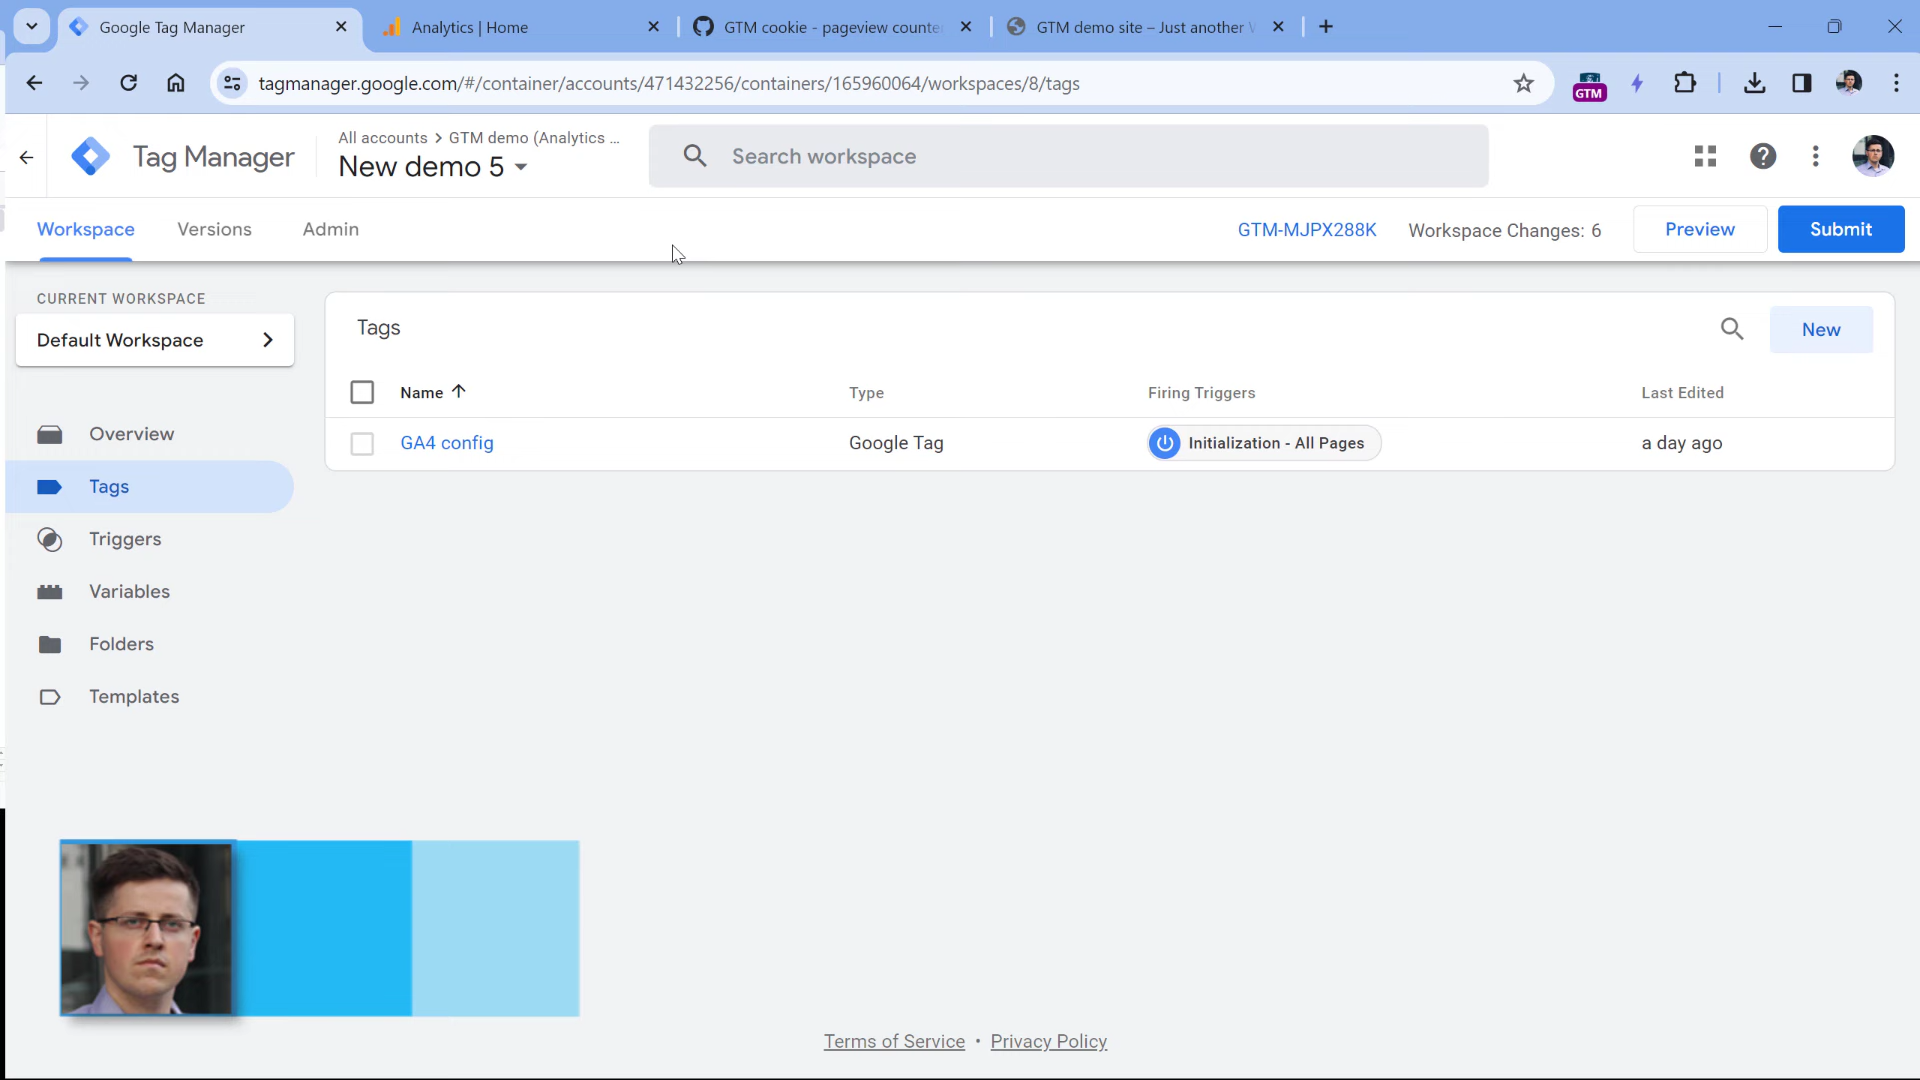 Google Tag Manager
Analytics | Home
GTM cookie - pageview counte
GTM demo site – Just another
tagmanager.google.com/#/container/accounts/471432256/containers/165960064/workspaces/8/tags
GTM
Tag Manager
All accounts > GTM demo (Analytics ...
New demo 5
Search workspace
Workspace
Versions
Admin
GTM-MJPX288K
Workspace Changes: 6
Preview
Submit
CURRENT WORKSPACE
Default Workspace
Overview
Tags
Triggers
Variables
Folders
Templates
Tags
New
Name
Type
Firing Triggers
Last Edited
GA4 config
Google Tag
Initialization - All Pages
a day ago
Terms of Service • Privacy Policy